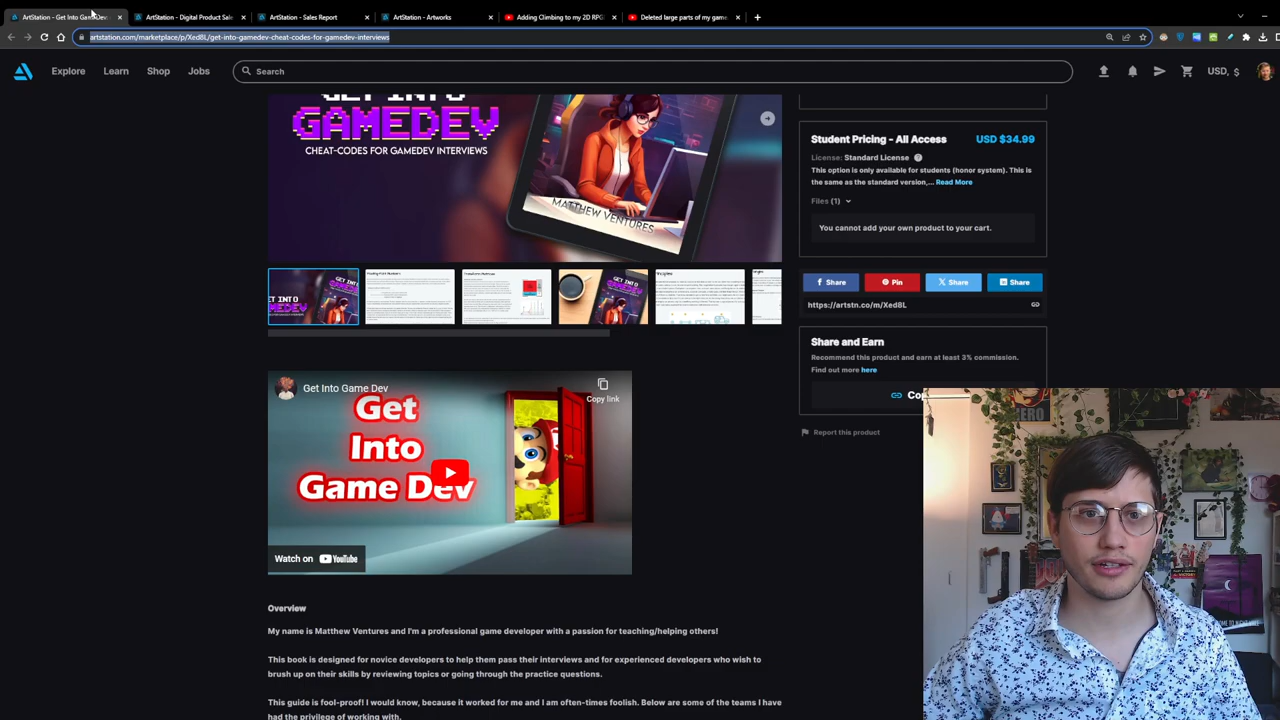 ArtStation - Get Into GameDev:
ArtStation - Digital Product Sale
ArtStation - Sales Report
ArtStation - Artworks
Adding Climbing to my 2D RPG
Deleted large parts of my game
artstation.com/marketplace/p/Xed8L/get-into-gamedev-cheat-codes-for-gamedev-interviews
Explore
Learn
Shop
Jobs
Search
USD, $
GET INTO
GAMEDEV
CHEAT-CODES FOR GAMEDEV INTERVIEWS
MATTHEW VENTURES
Student Pricing - All Access
USD $34.99
License: Standard License
This option is only available for students (honor system). This is
the same as the standard version,... Read More
Files (1)
You cannot add your own product to your cart.
Share
Pin
Share
Share
https://artstn.co/m/Xed8L
Share and Earn
Recommend this product and earn at least 3% commission.
Find out more here
Report this product
Get Into Game Dev
Copy link
Get
Into
Game Dev
Watch on YouTube
Overview
My name is Matthew Ventures and I'm a professional game developer with a passion for teaching/helping others!
This book is designed for novice developers to help them pass their interviews and for experienced developers who wish to
brush up on their skills by reviewing topics or going through the practice questions.
This guide is fool-proof! I would know, because it worked for me and I am often-times foolish. Below are some of the teams I have
had the privilege of working with.